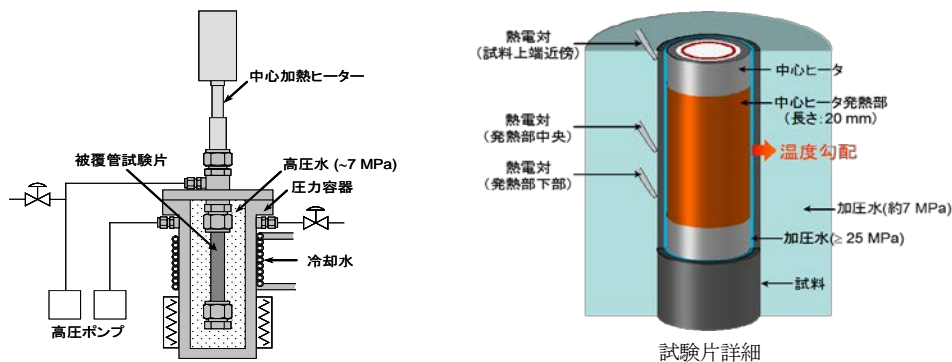 中心加熱ヒーター
被覆管試験片
高圧水 (~7 MPa)
圧力容器
冷却水
高圧ポンプ
熱電対
(試料上端近傍)
熱電対
(発熱部中央)
熱電対
(発熱部下部)
中心ヒータ
中心ヒータ発熱部
(長さ:20 mm)
温度勾配
加圧水(約7 MPa)
加圧水(≥ 25 MPa)
試料
試験片詳細